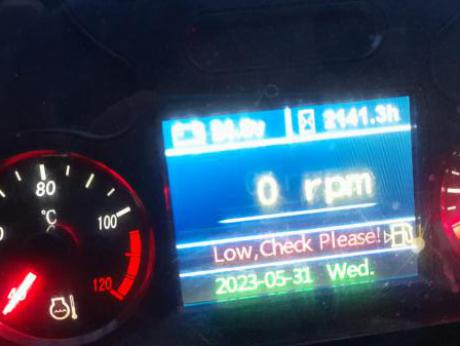 2141.3h
0 rpm
Low,Check Please!
2023-05-31 Wed.
80
°C
100
120